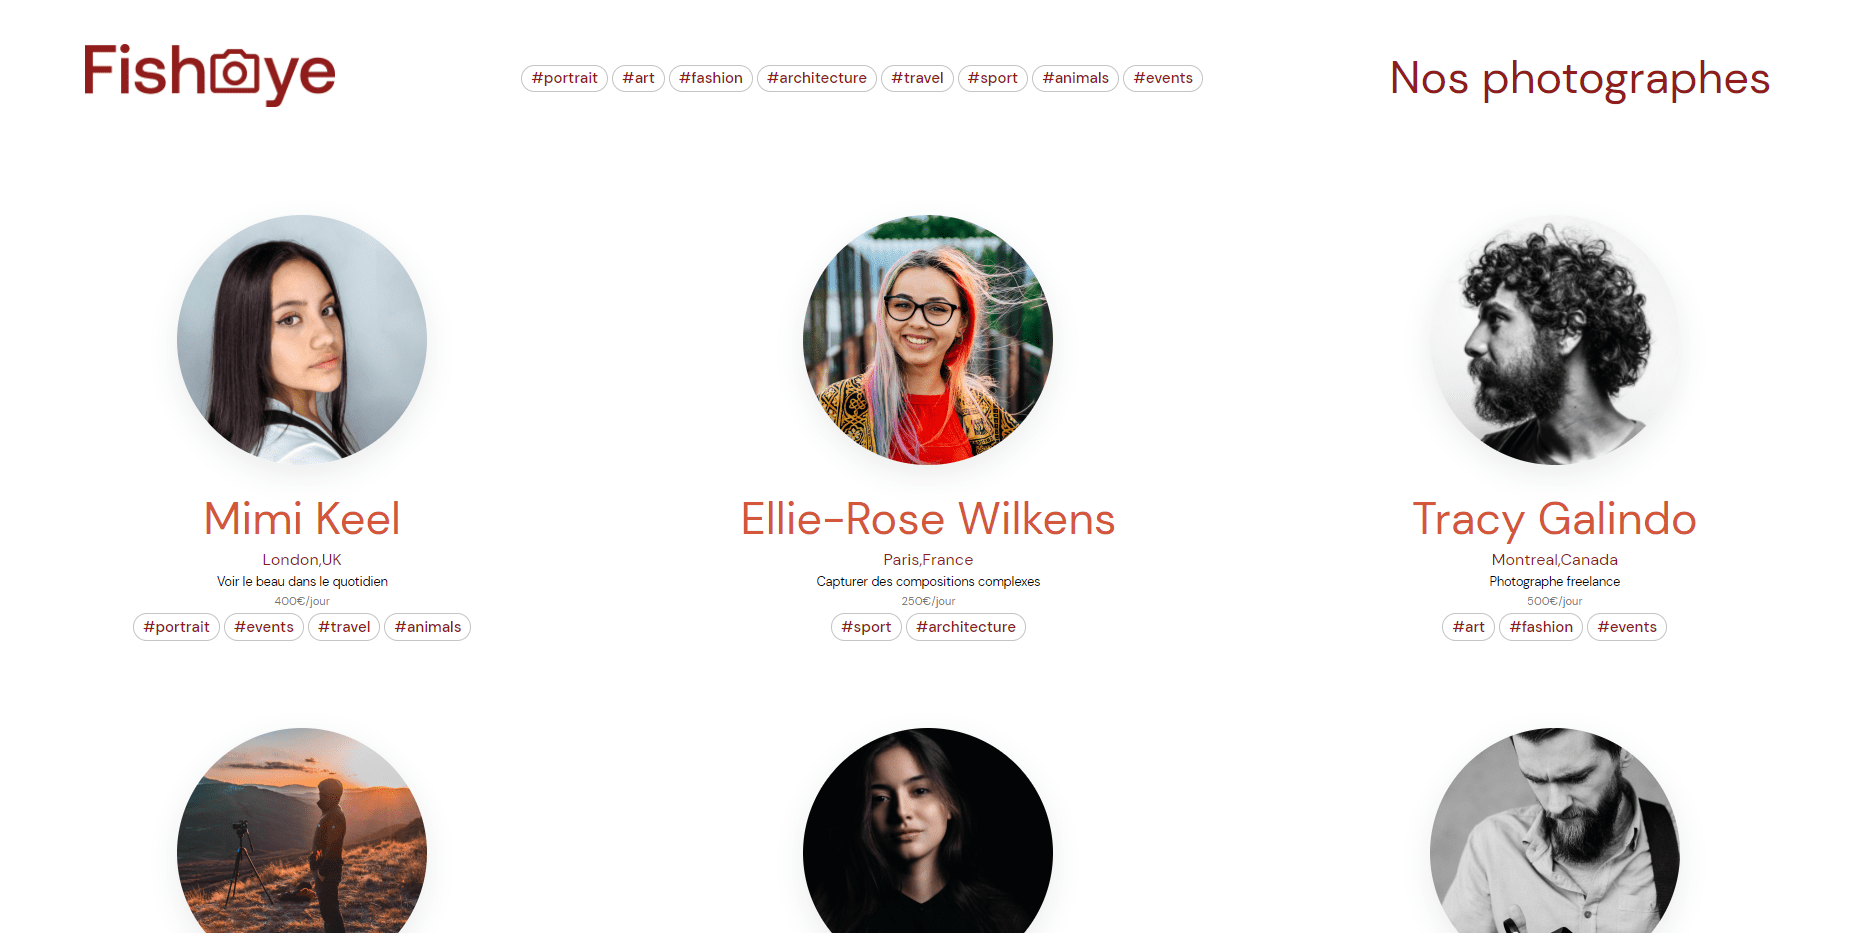 Fisheye
#portrait #art #fashion #architecture #travel #sport #animals #events
Nos photographes
Mimi Keel
London,UK
Voir le beau dans le quotidien
400€/jour
#portrait #events #travel #animals
Ellie-Rose Wilkens
Paris,France
Capturer des compositions complexes
250€/jour
#sport #architecture
Tracy Galindo
Montreal,Canada
Photographe freelance
500€/jour
#art #fashion #events